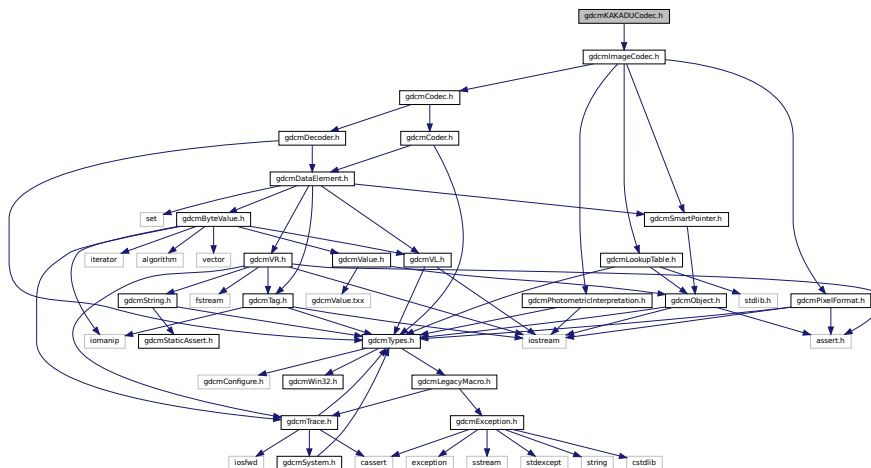 gdcmKAKADUCodec.h
gdcmImageCodec.h
gdcmCodec.h
gdcmDecoder.h
gdcmCoder.h
gdcmDataElement.h
set
gdcmByteValue.h
gdcmSmartPointer.h
iterator
algorithm
vector
gdcmVR.h
gdcmValue.h
gdcmVL.h
gdcmLookupTable.h
gdcmString.h
fstream
gdcmTag.h
gdcmValue.txx
gdcmPhotometricInterpretation.h
gdcmObject.h
stdlib.h
gdcmPixelFormat.h
iomanip
gdcmStaticAssert.h
gdcmTypes.h
iostream
assert.h
gdcmConfigure.h
gdcmWin32.h
gdcmLegacyMacro.h
gdcmTrace.h
gdcmException.h
iosfwd
gdcmSystem.h
cassert
exception
sstream
stdexcept
string
cstdlib